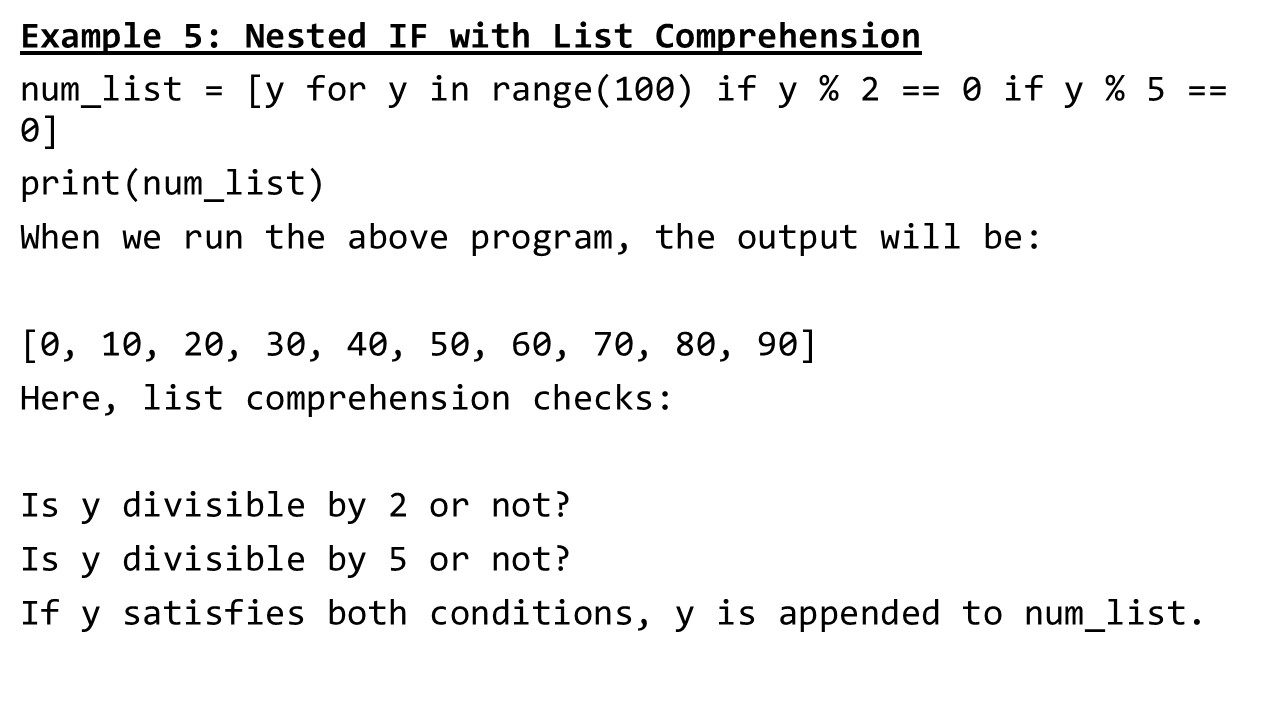 Example 5: Nested IF with List Comprehension
num_list = [y for y in range(100) if y % 2 == 0 if y % 5 ==
0]
print(num_list)
When we run the above program, the output will be:
[0, 10, 20, 30, 40, 50, 60, 70, 80, 90]
Here, list comprehension checks:
Is y divisible by 2 or not?
Is y divisible by 5 or not?
If y satisfies both conditions, y is appended to num_list.